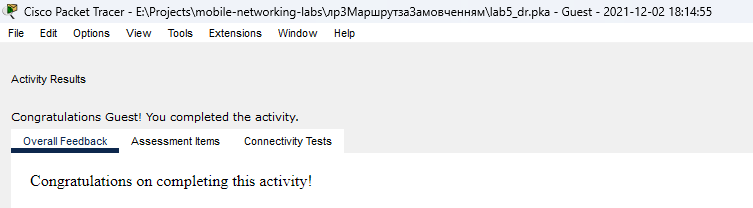 Cisco Packet Tracer - E:\Projects\mobile-networking-labs\лр3МаршрутзаЗамовченням\lab5_dr.pka - Guest - 2021-12-02 18:14:55
File Edit Options View Tools Extensions Window Help
Activity Results
Congratulations Guest! You completed the activity.
Overall Feedback Assessment Items Connectivity Tests
Congratulations on completing this activity!